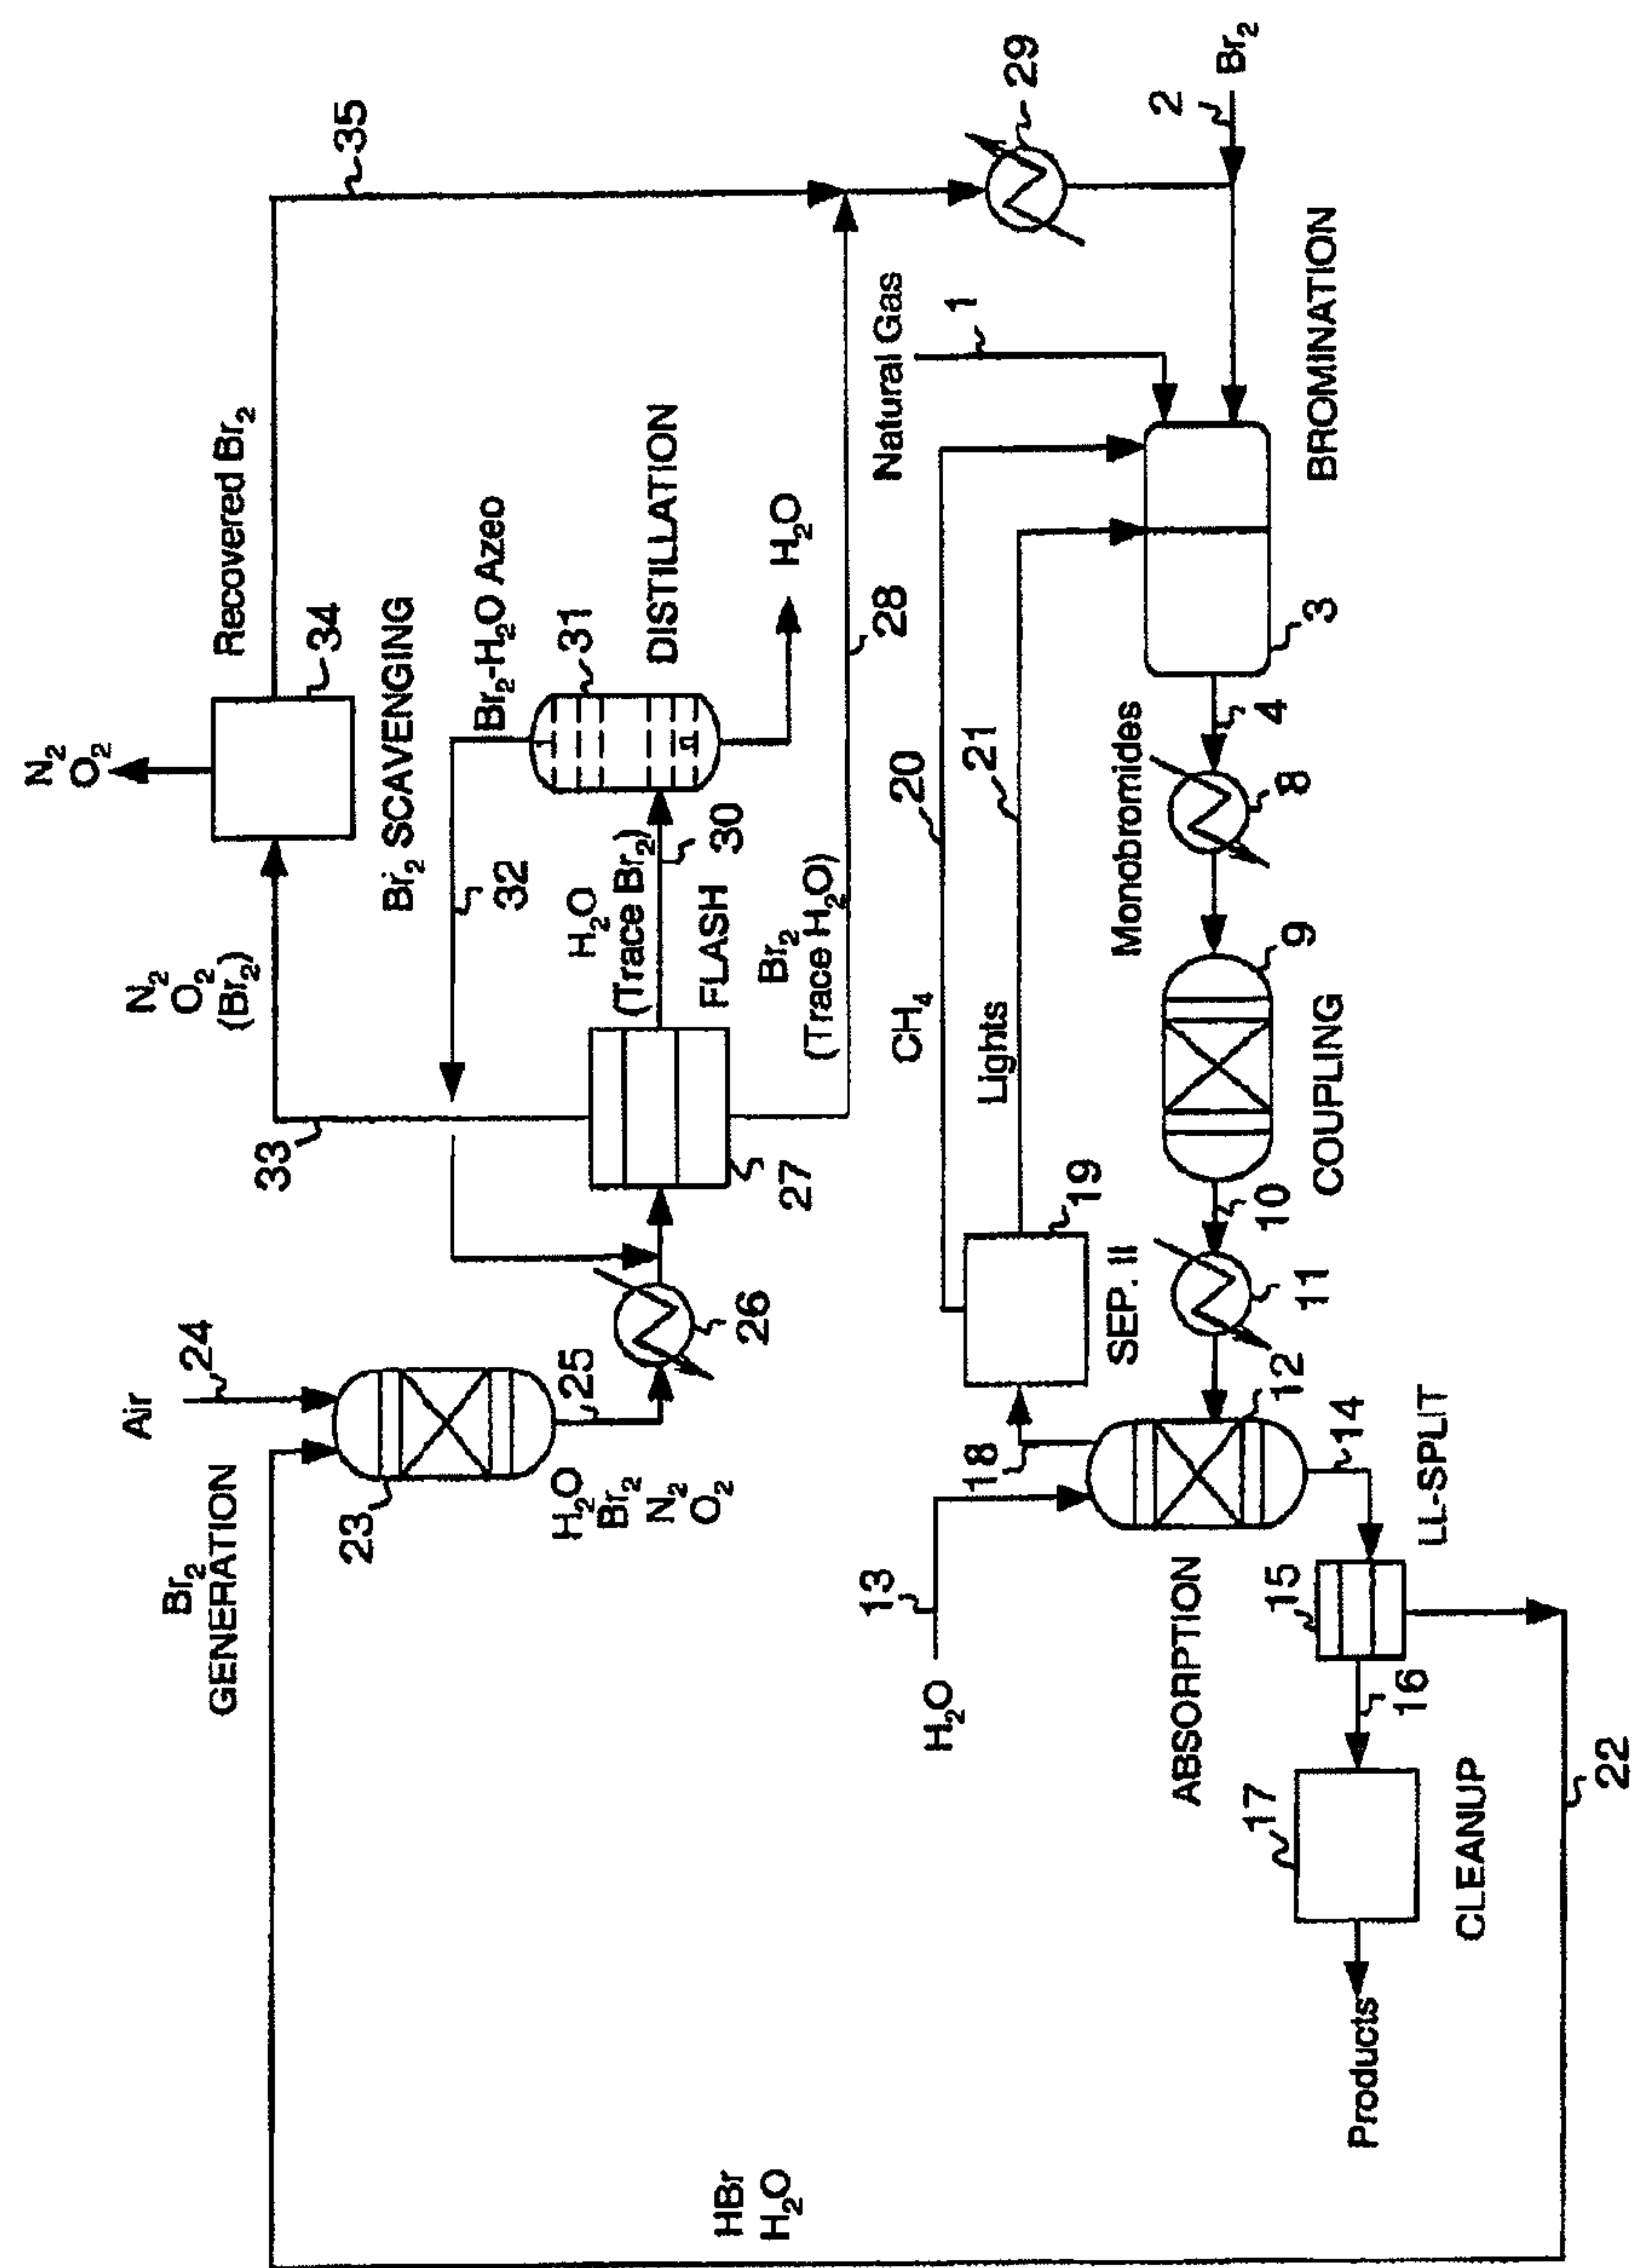 N₂
O₂
35
Recovered Br₂
34
Br₂ SCAVENGING
N₂
O₂
(Br₂)
33
32
Br₂-H₂O Azeo
31
DISTILLATION
H₂O
H₂O
(Trace Br₂)
30
FLASH
Br₂
(Trace H₂O)
28
27
26
Air
24
Br₂
GENERATION
23
25
H₂O
Br₂
N₂
O₂
29
2
Br₂
Natural Gas
1
BROMINATION
3
20
21
CH₄
Lights
Monobromides
4
8
9
COUPLING
10
11
19
SEP. II
18
12
13
H₂O
ABSORPTION
14
LL-SPLIT
15
16
17
CLEANUP
Products
22
HBr
H₂O